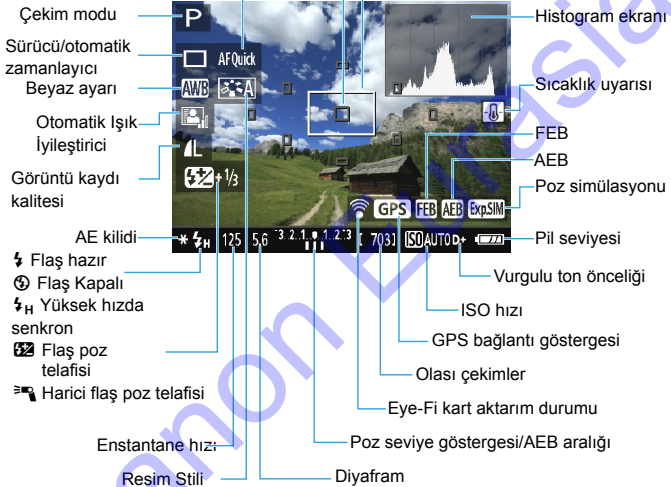 Çekim modu
Sürücü/otomatik
zamanlayıcı
Beyaz ayarı
Otomatik Işık
İyileştirici
Görüntü kaydı
kalitesi
AE kilidi
Flaş hazır
Flaş Kapalı
H Yüksek hızda
senkron
Flaş poz
telafisi
Harici flaş poz telafisi
Enstantane hızı
Resim Stili
Diyafram
Poz seviye göstergesi/AEB aralığı
Eye-Fi kart aktarım durumu
Olası çekimler
GPS bağlantı göstergesi
ISO hızı
Vurgulu ton önceliği
Pil seviyesi
Poz simülasyonu
AEB
FEB
Sıcaklık uyarısı
Histogram ekranı
P
AFQuick
AWB
A
L
+1/3
GPS FEB AEB Exp.SIM
* H 125 5,6 -3..2..1..▼..1..2.+3 [ 703] ISO AUTO D+